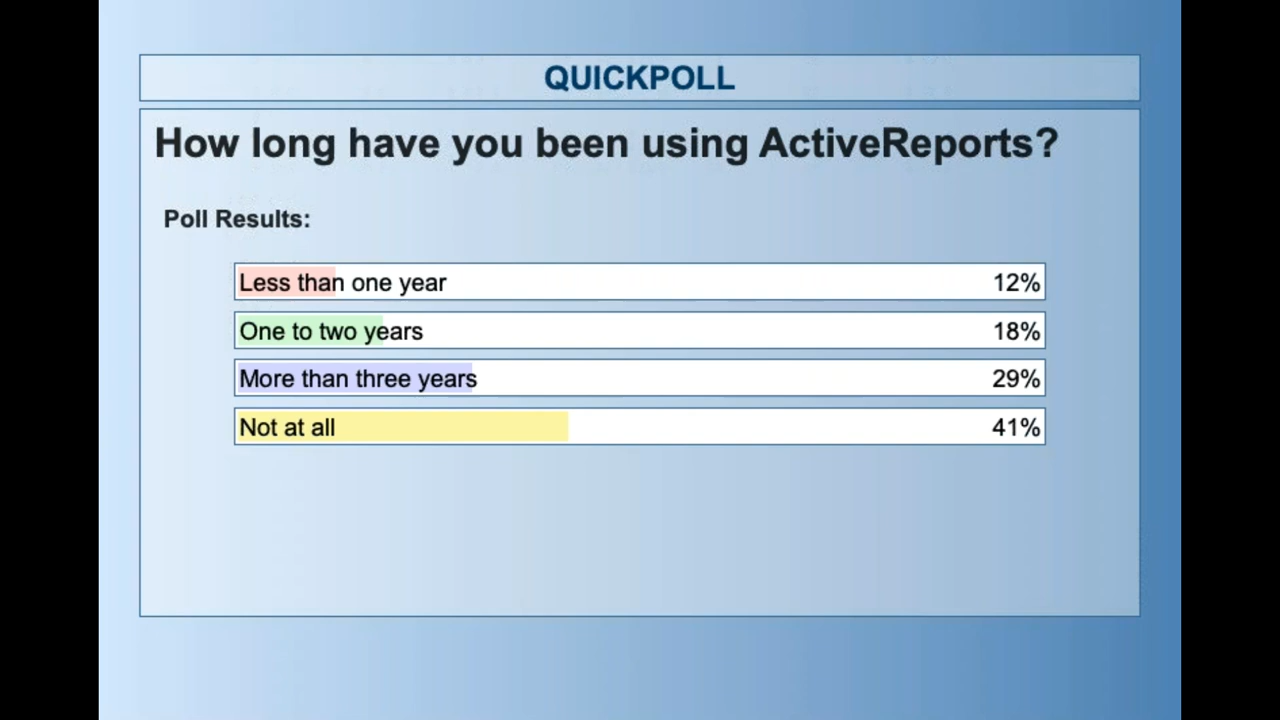 QUICKPOLL
How long have you been using ActiveReports?
Poll Results:
Less than one year 12%
One to two years 18%
More than three years 29%
Not at all 41%